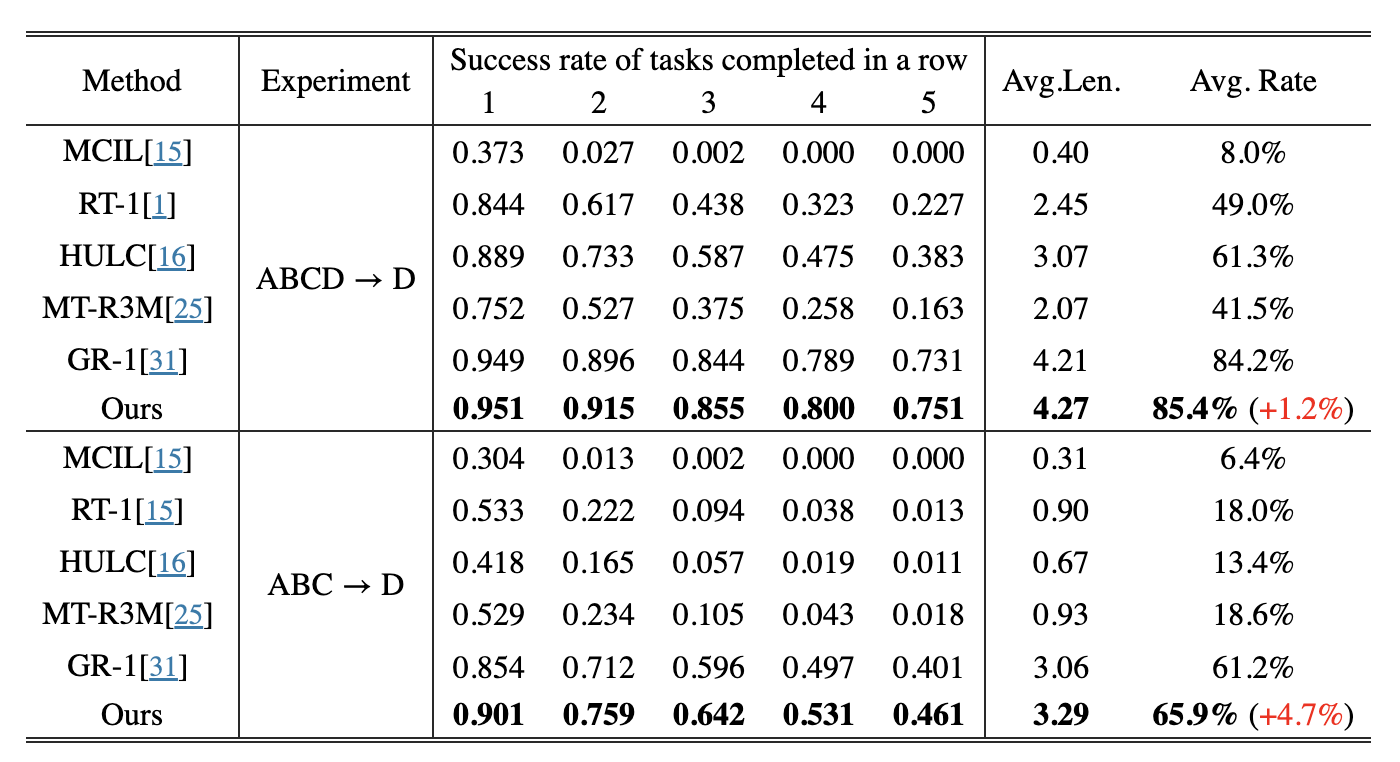 Method Experiment Success rate of tasks completed in a row Avg.Len. Avg. Rate
1 2 3 4 5
MCIL[15] 0.373 0.027 0.002 0.000 0.000 0.40 8.0%
RT-1[1] 0.844 0.617 0.438 0.323 0.227 2.45 49.0%
HULC[16] 0.889 0.733 0.587 0.475 0.383 3.07 61.3%
ABCD → D
MT-R3M[25] 0.752 0.527 0.375 0.258 0.163 2.07 41.5%
GR-1[31] 0.949 0.896 0.844 0.789 0.731 4.21 84.2%
Ours 0.951 0.915 0.855 0.800 0.751 4.27 85.4% (+1.2%)
MCIL[15] 0.304 0.013 0.002 0.000 0.000 0.31 6.4%
RT-1[15] 0.533 0.222 0.094 0.038 0.013 0.90 18.0%
HULC[16] 0.418 0.165 0.057 0.019 0.011 0.67 13.4%
ABC → D
MT-R3M[25] 0.529 0.234 0.105 0.043 0.018 0.93 18.6%
GR-1[31] 0.854 0.712 0.596 0.497 0.401 3.06 61.2%
Ours 0.901 0.759 0.642 0.531 0.461 3.29 65.9% (+4.7%)